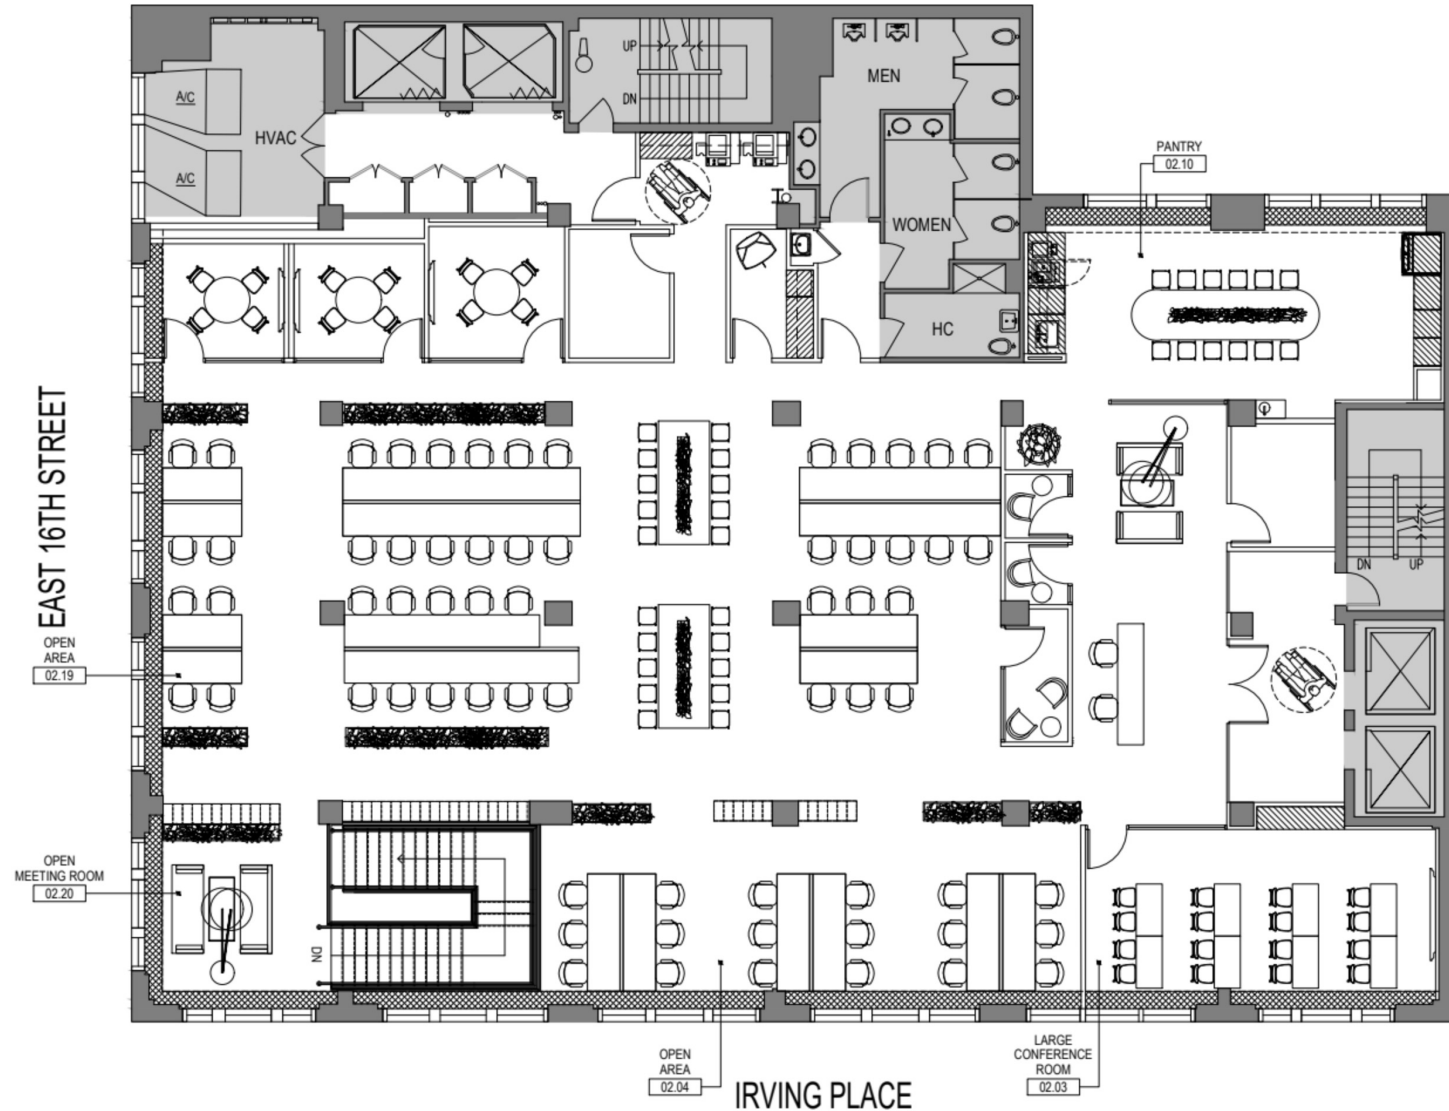 UP
DN
MEN
A/C
HVAC
A/C
WOMEN
HC
PANTRY
02.10
EAST 16TH STREET
DN
UP
OPEN
AREA
02.19
OPEN
MEETING ROOM
02.20
DN
OPEN
AREA
02.04
LARGE
CONFERENCE
ROOM
02.03
IRVING PLACE